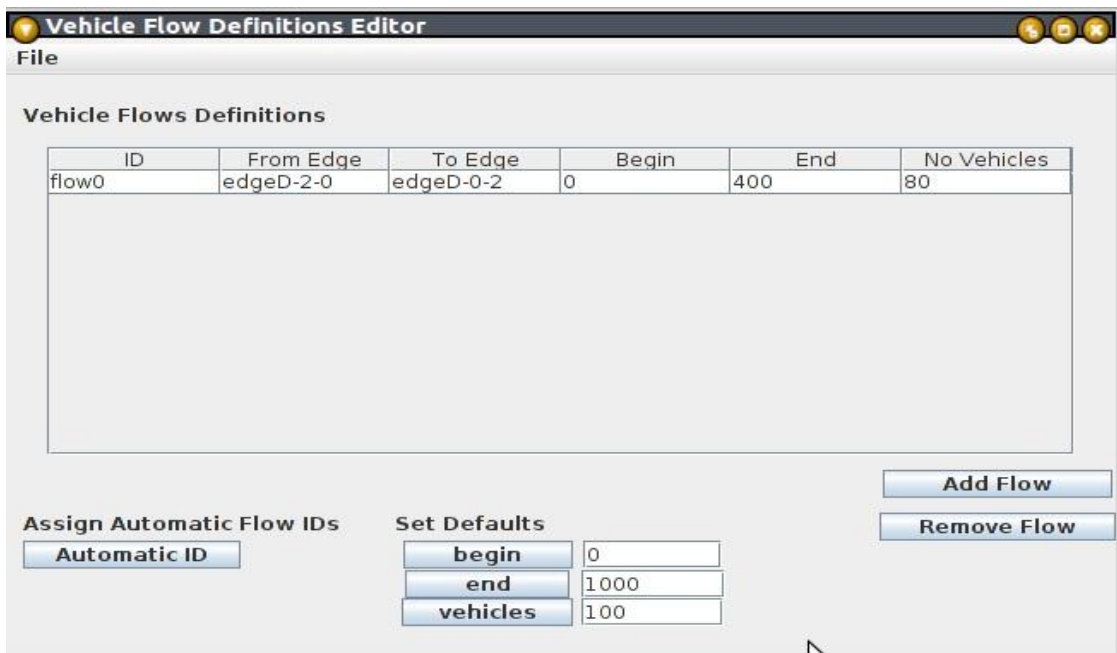 Vehicle Flow Definitions Editor
File
Vehicle Flows Definitions
ID From Edge To Edge Begin End No Vehicles
flow0 edgeD-2-0 edgeD-0-2 0 400 80
Add Flow
Assign Automatic Flow IDs Set Defaults Remove Flow
Automatic ID begin 0
end 1000
vehicles 100